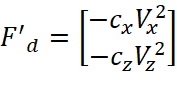 F'_d = [ -c_x V_x^2
-c_z V_z^2 ]